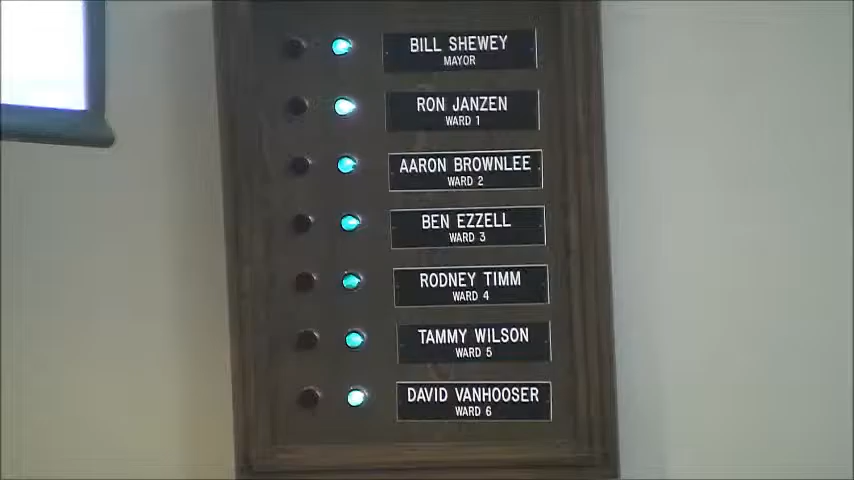 BILL SHEWEY
MAYOR
RON JANZEN
WARD 1
AARON BROWNLEE
WARD 2
BEN EZZELL
WARD 3
RODNEY TIMM
WARD 4
TAMMY WILSON
WARD 5
DAVID VANHOOSER
WARD 6